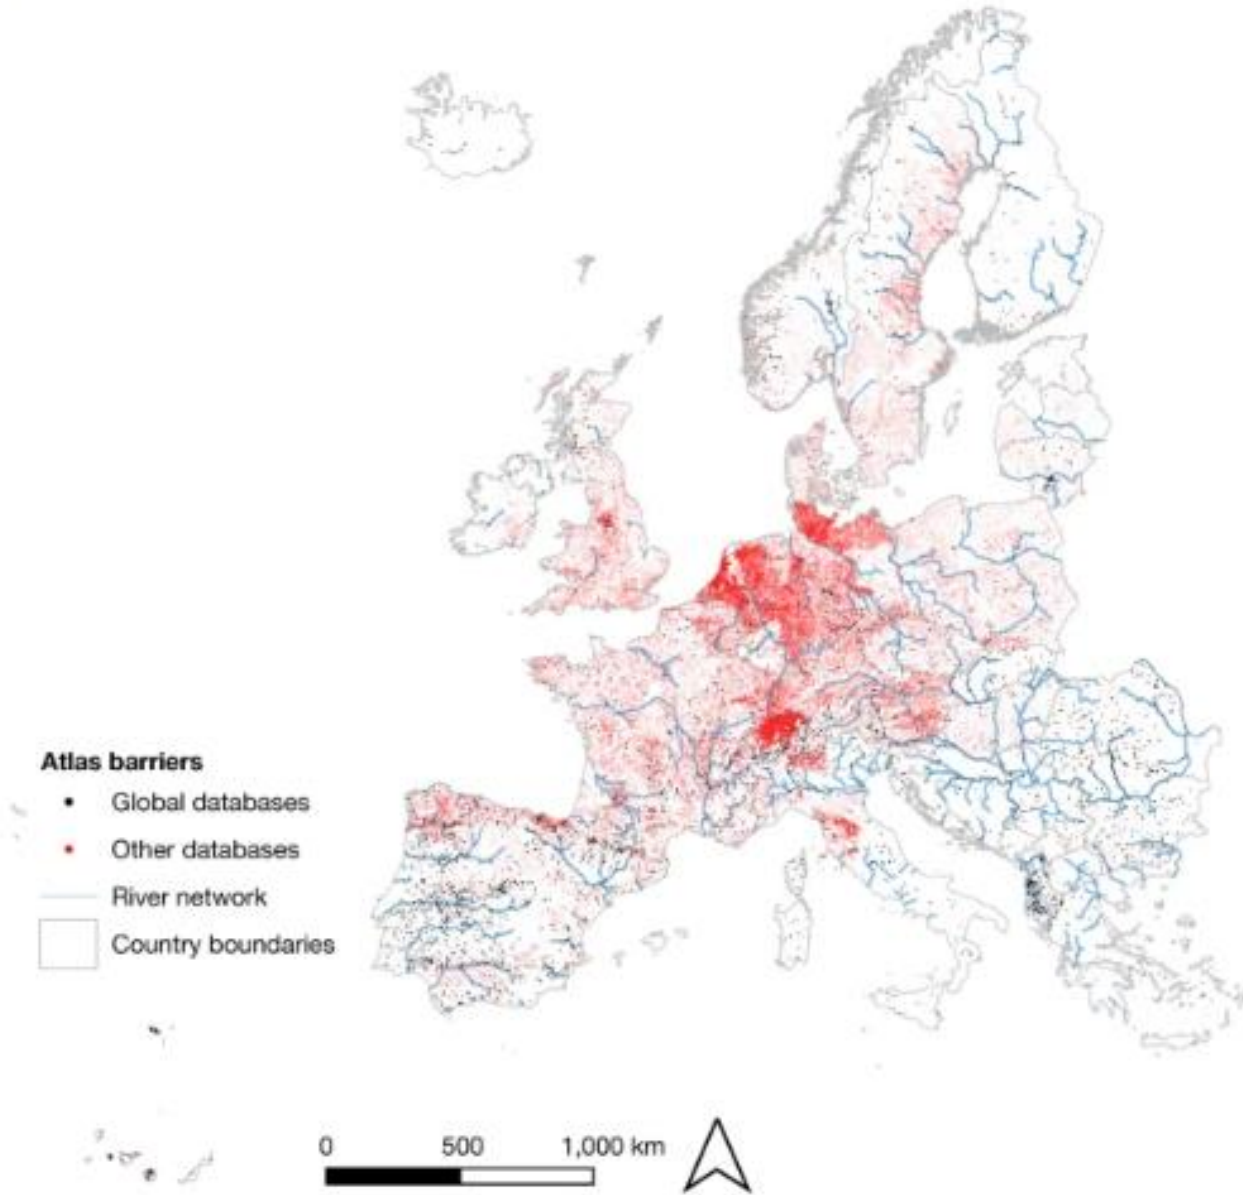 Atlas barriers
Global databases
Other databases
River network
Country boundaries
0 500 1,000 km